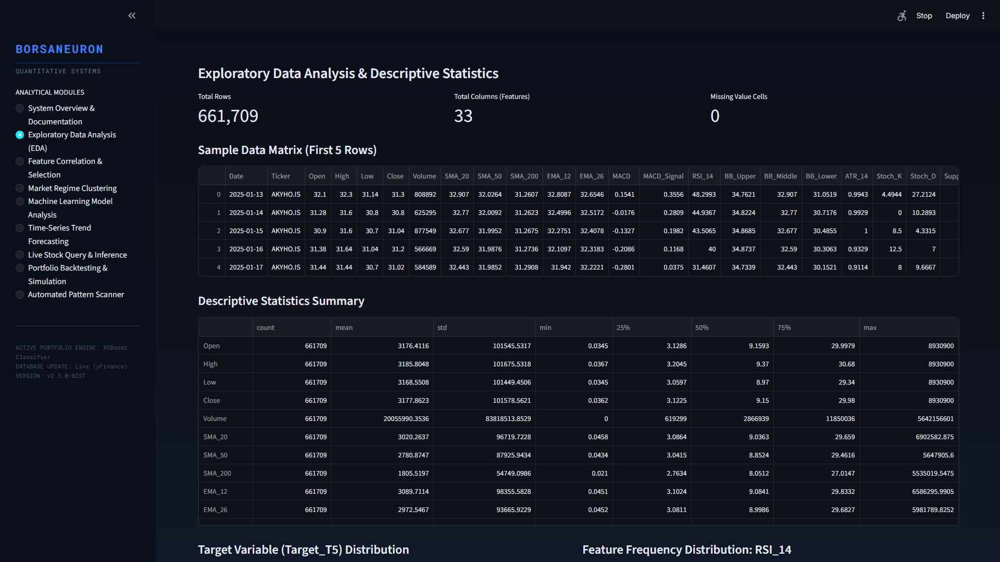 Stop
Deploy
BORSANEURON
QUANTITATIVE SYSTEMS
ANALYTICAL MODULES
System Overview &
Documentation
Exploratory Data Analysis
(EDA)
Feature Correlation &
Selection
Market Regime Clustering
Machine Learning Model
Analysis
Time-Series Trend
Forecasting
Live Stock Query & Inference
Portfolio Backtesting &
Simulation
Automated Pattern Scanner
ACTIVE PORTFOLIO ENGINE: XGBoost
Classifier
DATABASE UPDATE: Live (yFinance)
VERSION: v2.5.0-BIST
Exploratory Data Analysis & Descriptive Statistics
Total Rows Total Columns (Features) Missing Value Cells
661,709 33 0
Sample Data Matrix (First 5 Rows)
Date Ticker Open High Low Close Volume SMA_20 SMA_50 SMA_200 EMA_12 EMA_26 MACD MACD_Signal RSI_14 BB_Upper BB_Middle BB_Lower ATR_14 Stoch_K Stoch_D Supp
0 2025-01-13 AKYHO.IS 32.1 32.3 31.14 31.3 808892 32.907 32.0264 31.2607 32.8087 32.6546 0.1541 0.3556 48.2993 34.7621 32.907 31.0519 0.9943 4.4944 27.2124
1 2025-01-14 AKYHO.IS 31.28 31.6 30.8 30.8 625295 32.77 32.0092 31.2623 32.4996 32.5172 -0.0176 0.2809 44.9367 34.8224 32.77 30.7176 0.9929 0 10.2893
2 2025-01-15 AKYHO.IS 30.9 31.6 30.7 31.04 877549 32.677 31.9952 31.2675 32.2751 32.4078 -0.1327 0.1982 43.5065 34.8685 32.677 30.4855 1 8.5 4.3315
3 2025-01-16 AKYHO.IS 31.38 31.64 31.04 31.2 566669 32.59 31.9876 31.2736 32.1097 32.3183 -0.2086 0.1168 40 34.8737 32.59 30.3063 0.9329 12.5 7
4 2025-01-17 AKYHO.IS 31.44 31.44 30.7 31.02 584589 32.443 31.9852 31.2908 31.942 32.2221 -0.2801 0.0375 31.4607 34.7339 32.443 30.1521 0.9114 8 9.6667
Descriptive Statistics Summary
count mean std min 25% 50% 75% max
Open 661709 3176.4116 101545.5317 0.0345 3.1286 9.1593 29.9979 8930900
High 661709 3185.8048 101675.5318 0.0367 3.2045 9.37 30.68 8930900
Low 661709 3168.5508 101449.4506 0.0345 3.0597 8.97 29.34 8930900
Close 661709 3177.8623 101578.5621 0.0362 3.1225 9.15 29.98 8930900
Volume 661709 20055990.3536 83818513.8529 0 619299 2866939 11850036 5642156601
SMA_20 661709 3020.2637 96719.7228 0.0458 3.0864 9.0363 29.659 6902582.875
SMA_50 661709 2780.8747 87925.9434 0.0434 3.0415 8.8524 29.4616 5647905.6
SMA_200 661709 1805.5197 54749.0986 0.021 2.7634 8.0512 27.0147 5535019.5475
EMA_12 661709 3089.7114 98355.5828 0.0451 3.1024 9.0841 29.8332 6586295.9905
EMA_26 661709 2972.5467 93665.9229 0.0452 3.0811 8.9986 29.6827 5981789.8252
Target Variable (Target_T5) Distribution
Feature Frequency Distribution: RSI_14